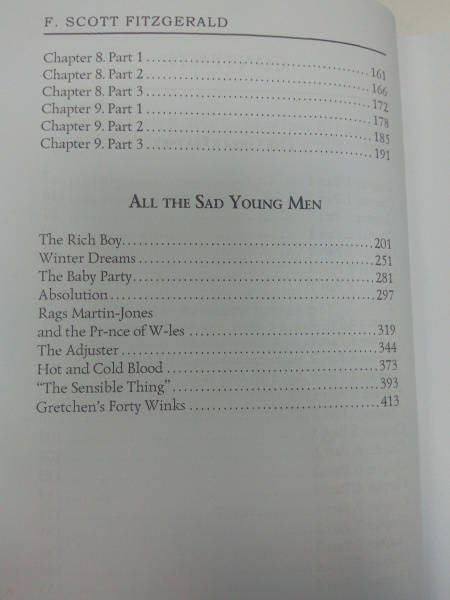 F. SCOTT FITZGERALD
Chapter 8. Part 1 ........ 161
Chapter 8. Part 2 ........ 166
Chapter 8. Part 3 ........ 172
Chapter 9. Part 1 ........ 178
Chapter 9. Part 2 ........ 185
Chapter 9. Part 3 ........ 191
ALL THE SAD YOUNG MEN
The Rich Boy ........ 201
Winter Dreams ........ 251
The Baby Party ........ 281
Absolution ........ 297
Rags Martin-Jones
and the Pr-nce of W-les ........ 319
The Adjuster ........ 344
Hot and Cold Blood ........ 373
“The Sensible Thing” ........ 393
Gretchen's Forty Winks ........ 413